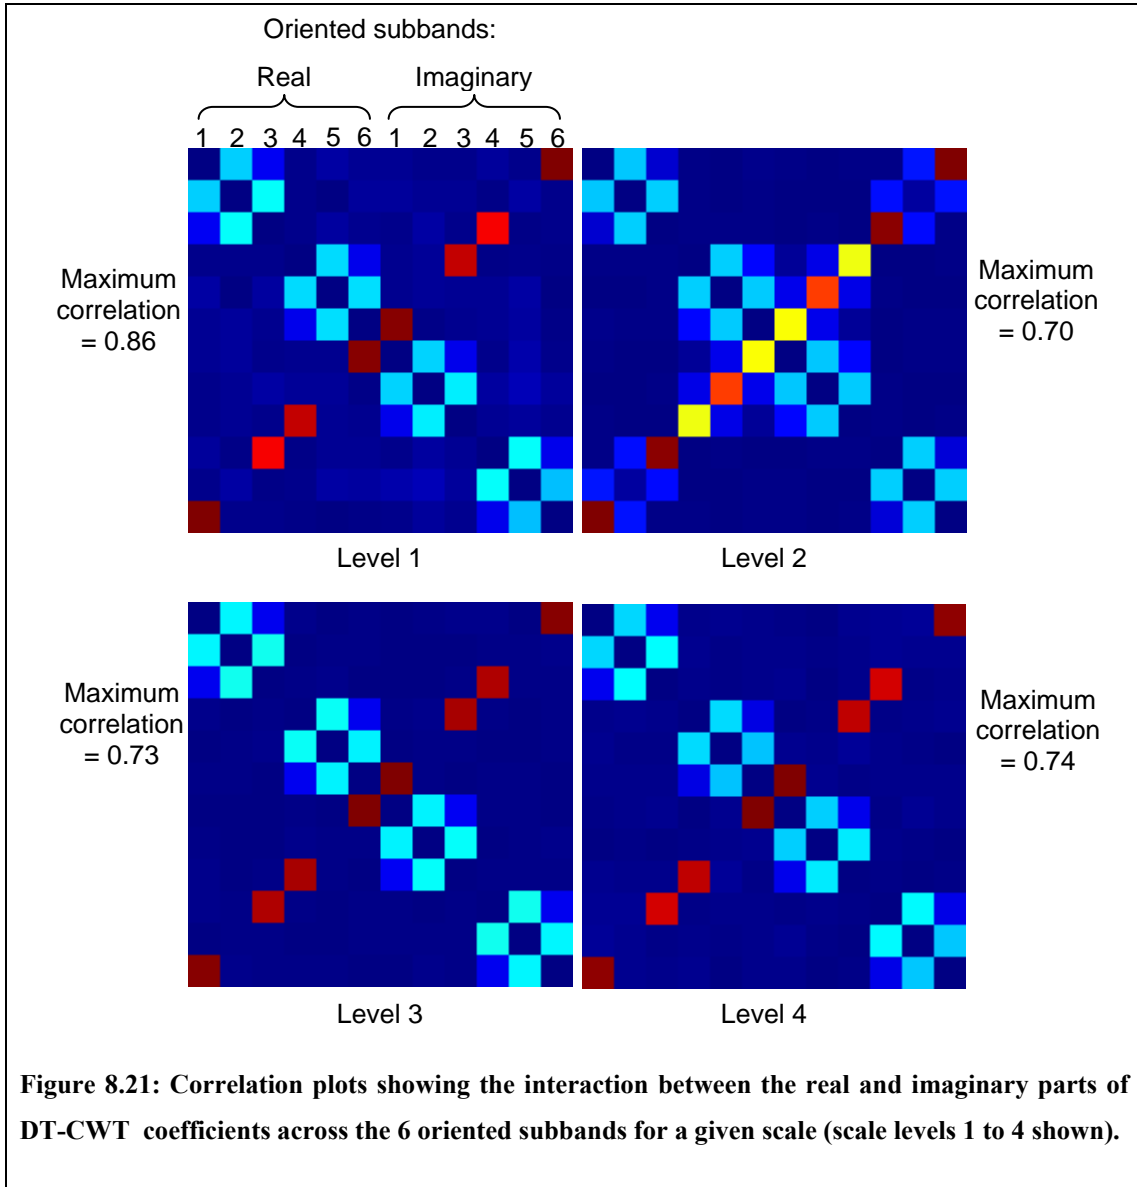 Oriented subbands:
Real Imaginary
1 2 3 4 5 6 1 2 3 4 5 6
Maximum
correlation
= 0.86
Maximum
correlation
= 0.70
Level 1 Level 2
Maximum
correlation
= 0.73
Maximum
correlation
= 0.74
Level 3 Level 4
Figure 8.21: Correlation plots showing the interaction between the real and imaginary parts of
DT-CWT coefficients across the 6 oriented subbands for a given scale (scale levels 1 to 4 shown).